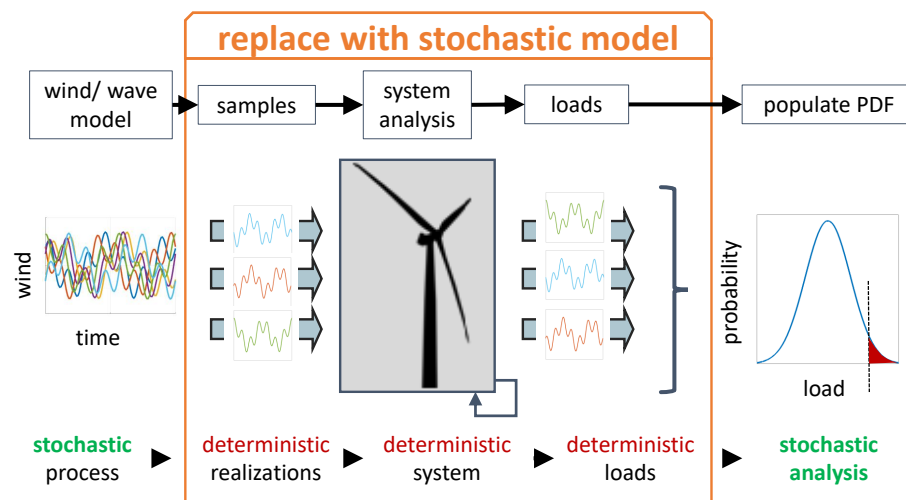 replace with stochastic model
wind/ wave
model
samples
system
analysis
loads
populate PDF
wind
time
probability
load
stochastic
process
deterministic
realizations
deterministic
system
deterministic
loads
stochastic
analysis